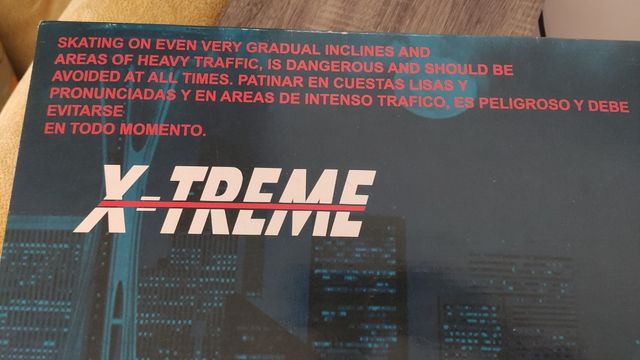 SKATING ON EVEN VERY GRADUAL INCLINES AND
AREAS OF HEAVY TRAFFIC, IS DANGEROUS AND SHOULD BE
AVOIDED AT ALL TIMES. PATINAR EN CUESTAS LISAS Y
PRONUNCIADAS Y EN AREAS DE INTENSO TRAFICO, ES PELIGROSO Y DEBE
EVITARSE
EN TODO MOMENTO.
X-TREME